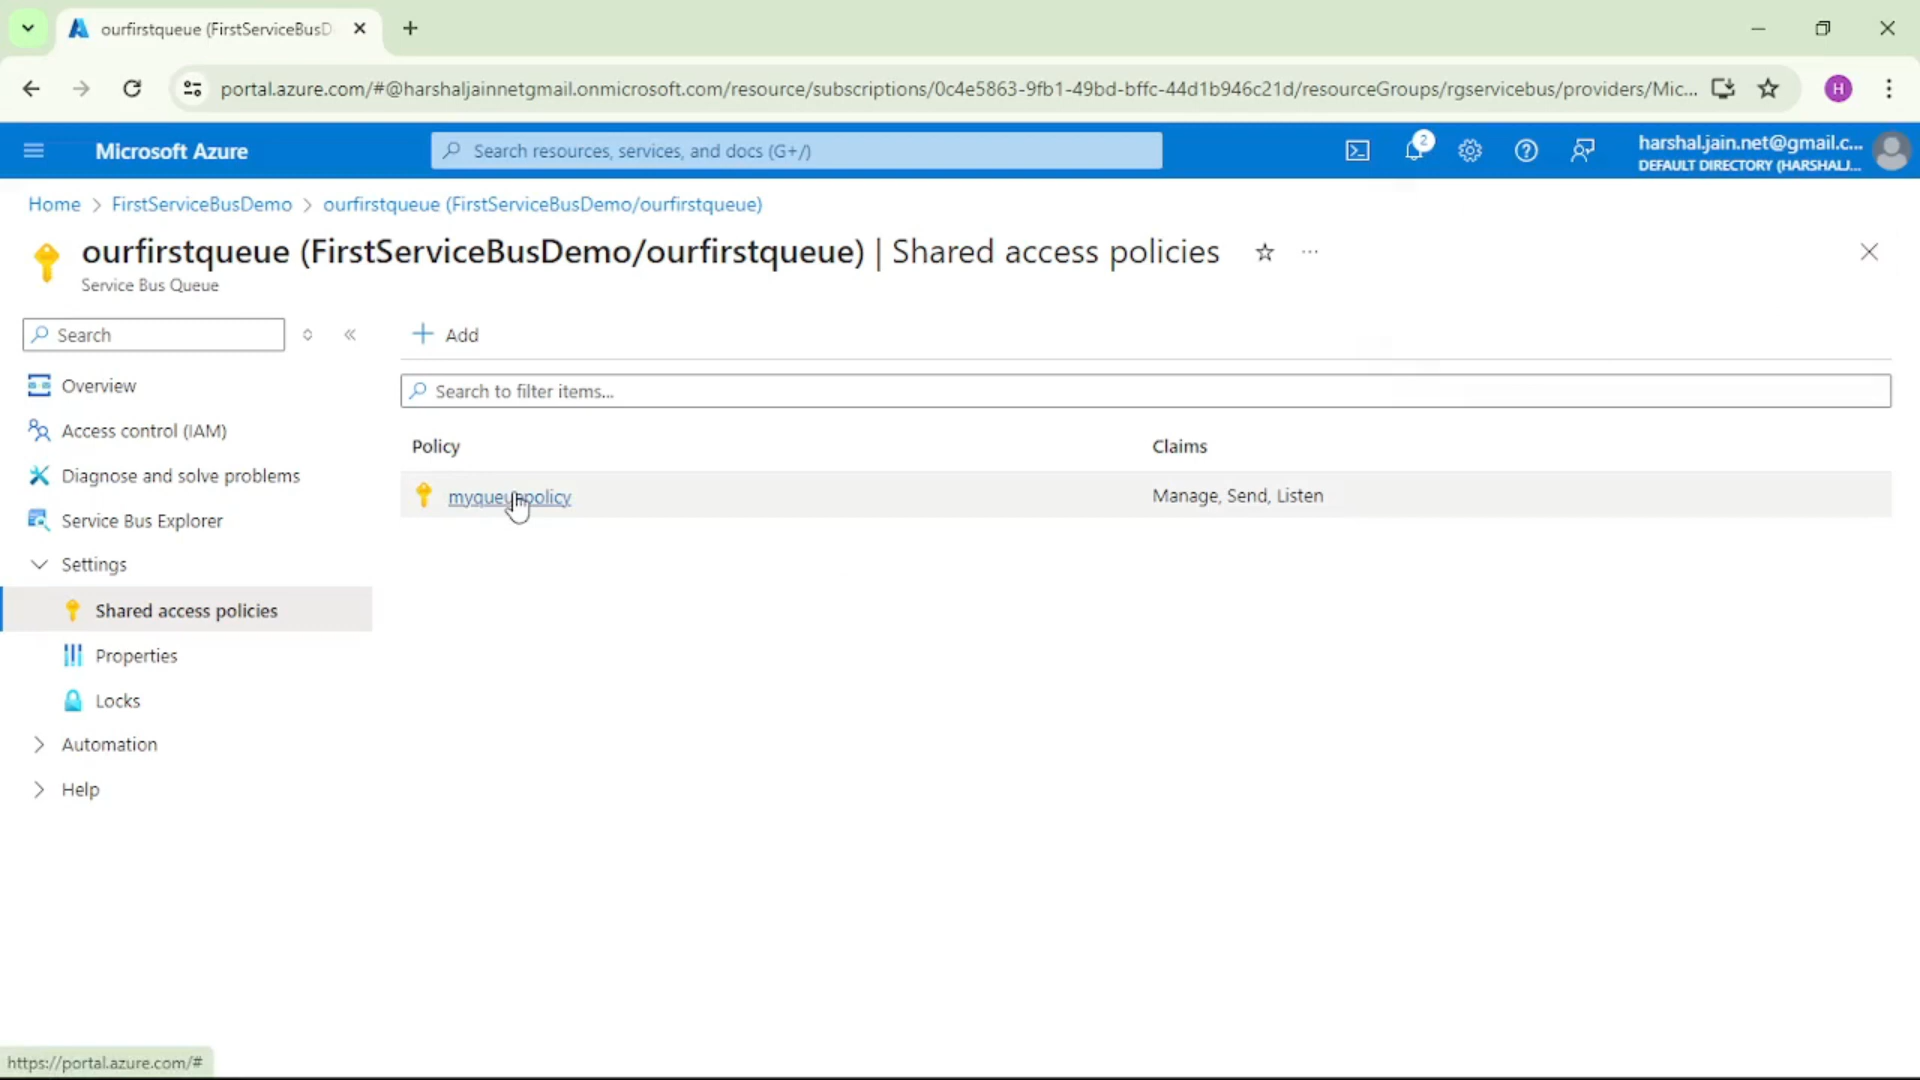 ourfirstqueue (FirstServiceBusD
portal.azure.com/#@harshaljainnetgmail.onmicrosoft.com/resource/subscriptions/0c4e5863-9fb1-49bd-bffc-44d1b946c21d/resourceGroups/rgservicebus/providers/Mic...
H
Microsoft Azure
Search resources, services, and docs (G+/)
2
harshal.jain.net@gmail.c...
DEFAULT DIRECTORY (HARSHALJ...
Home > FirstServiceBusDemo > ourfirstqueue (FirstServiceBusDemo/ourfirstqueue)
ourfirstqueue (FirstServiceBusDemo/ourfirstqueue) | Shared access policies
Service Bus Queue
Search
Add
Overview
Search to filter items...
Access control (IAM)
Policy Claims
Diagnose and solve problems
myqueuepolicy Manage, Send, Listen
Service Bus Explorer
Settings
Shared access policies
Properties
Locks
Automation
Help
https://portal.azure.com/#